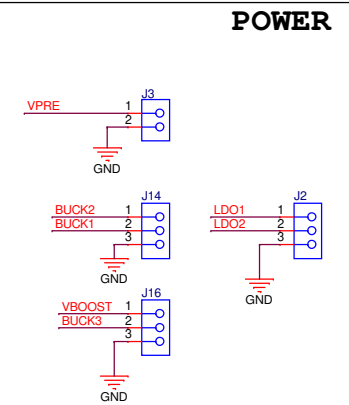 POWER
J3
VPRE 1
2
GND
J14
BUCK2 1
BUCK1 2
3
GND
J2
LDO1 1
LDO2 2
3
GND
J16
VBOOST 1
BUCK3 2
3
GND